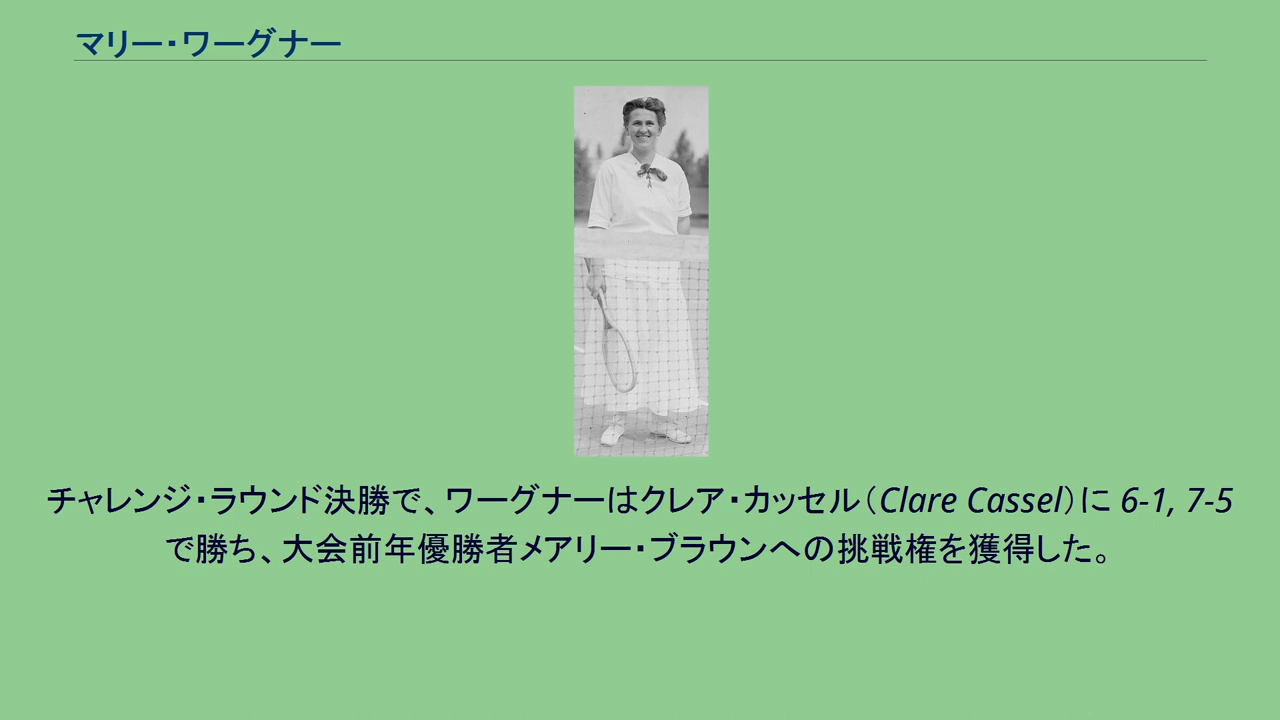 マリー・ワーグナー
チャレンジ・ラウンド決勝で、ワーグナーはクレア・カッセル（Clare Cassel）に 6-1, 7-5
で勝ち、大会前年優勝者メアリー・ブラウンへの挑戦権を獲得した。